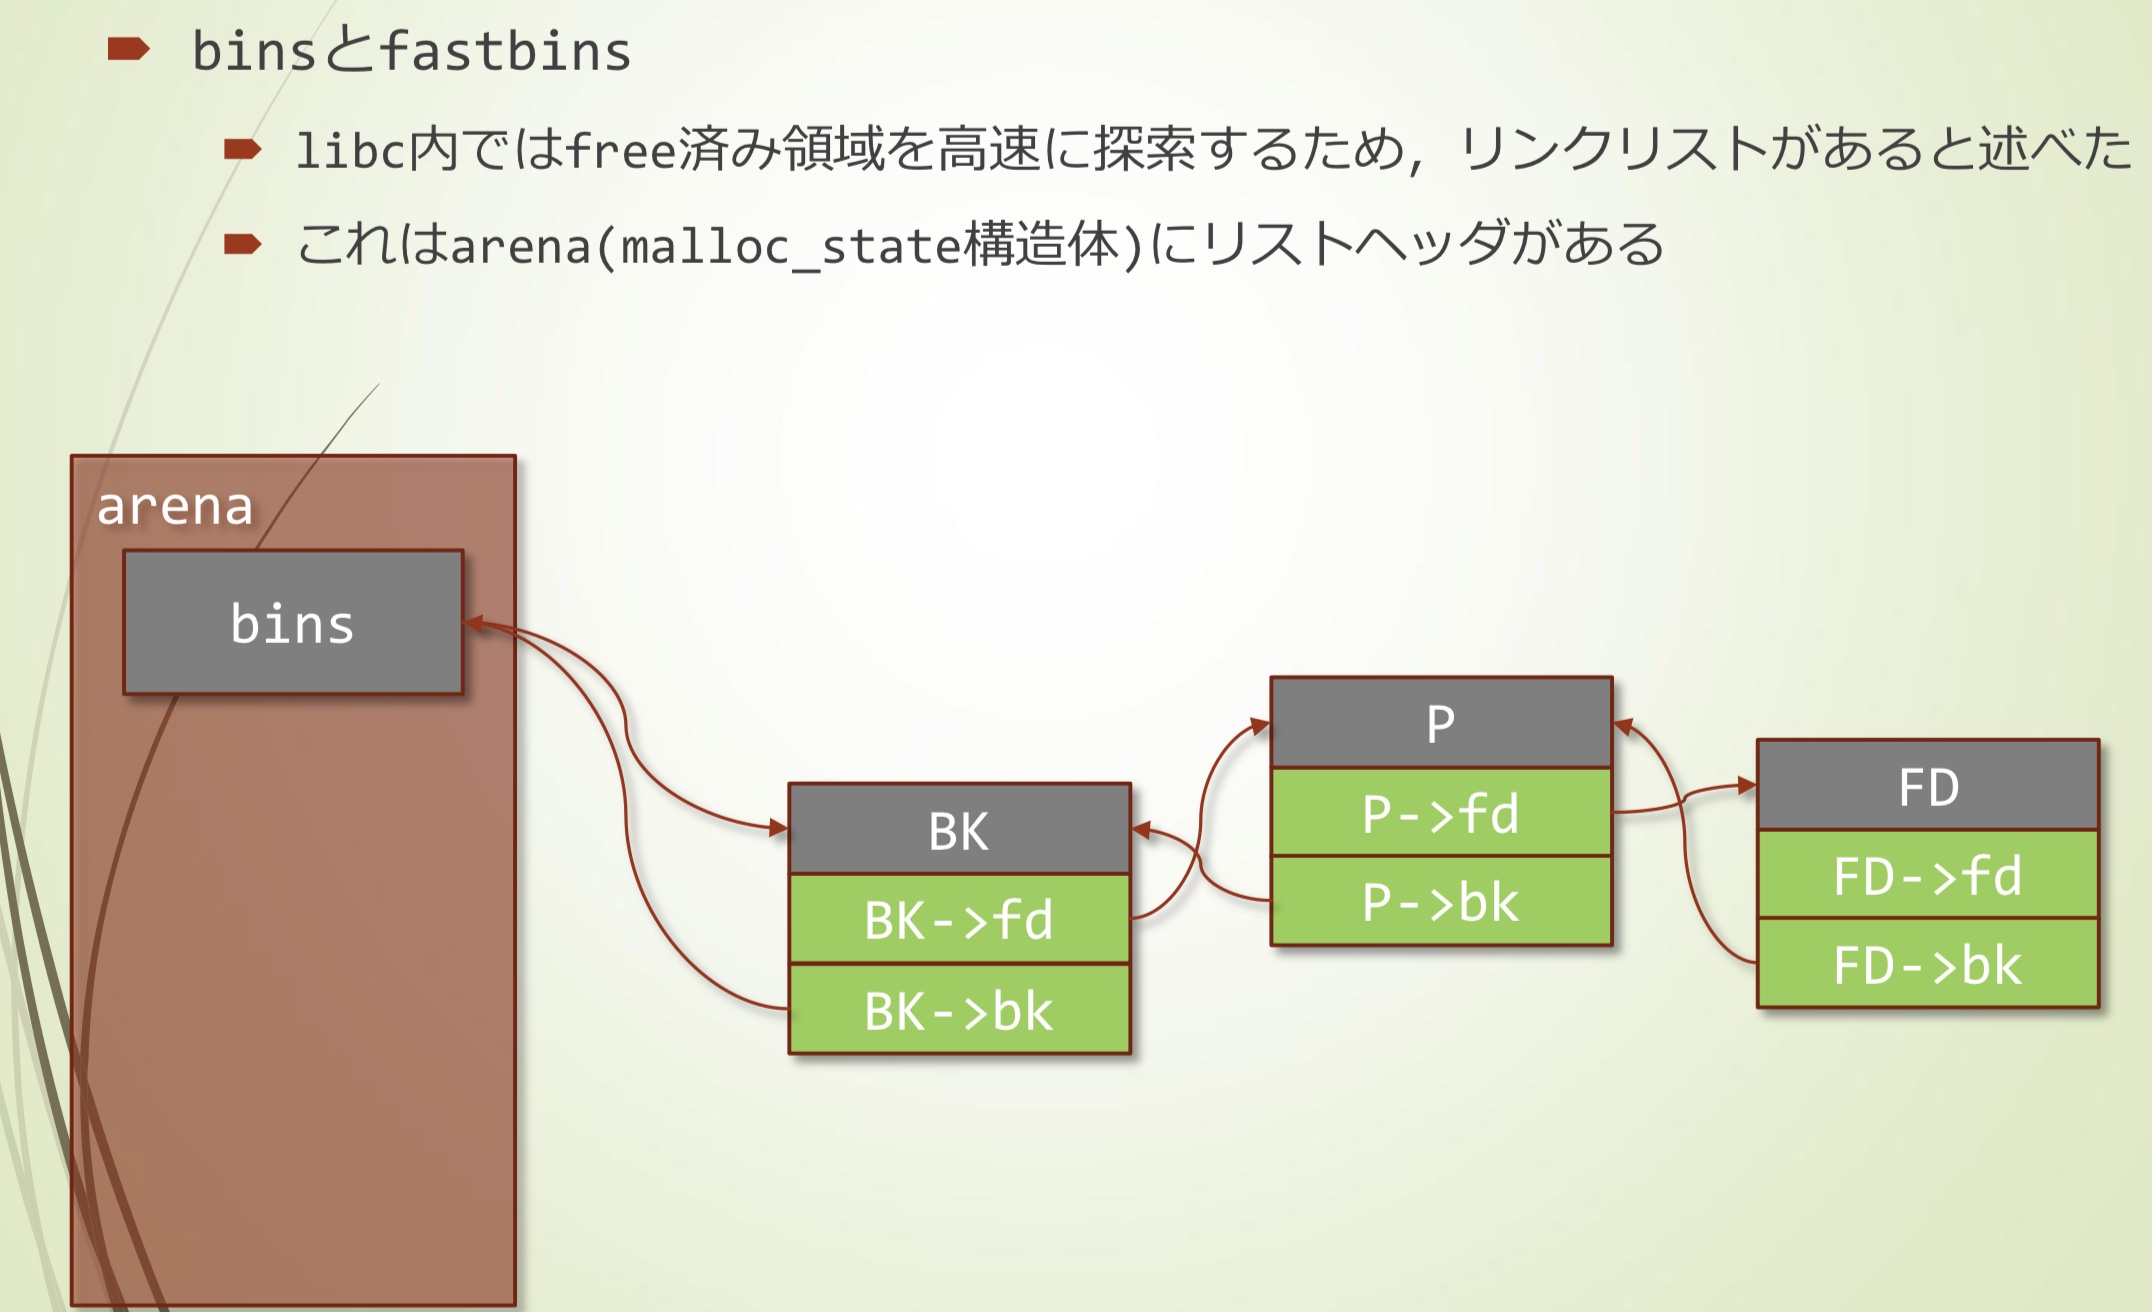 binsとfastbins
libc内ではfree済み領域を高速に探索するため，リンクリストがあると述べた
これはarena(malloc_state構造体)にリストヘッダがある
arena
bins
BK
BK->fd
BK->bk
P
P->fd
P->bk
FD
FD->fd
FD->bk